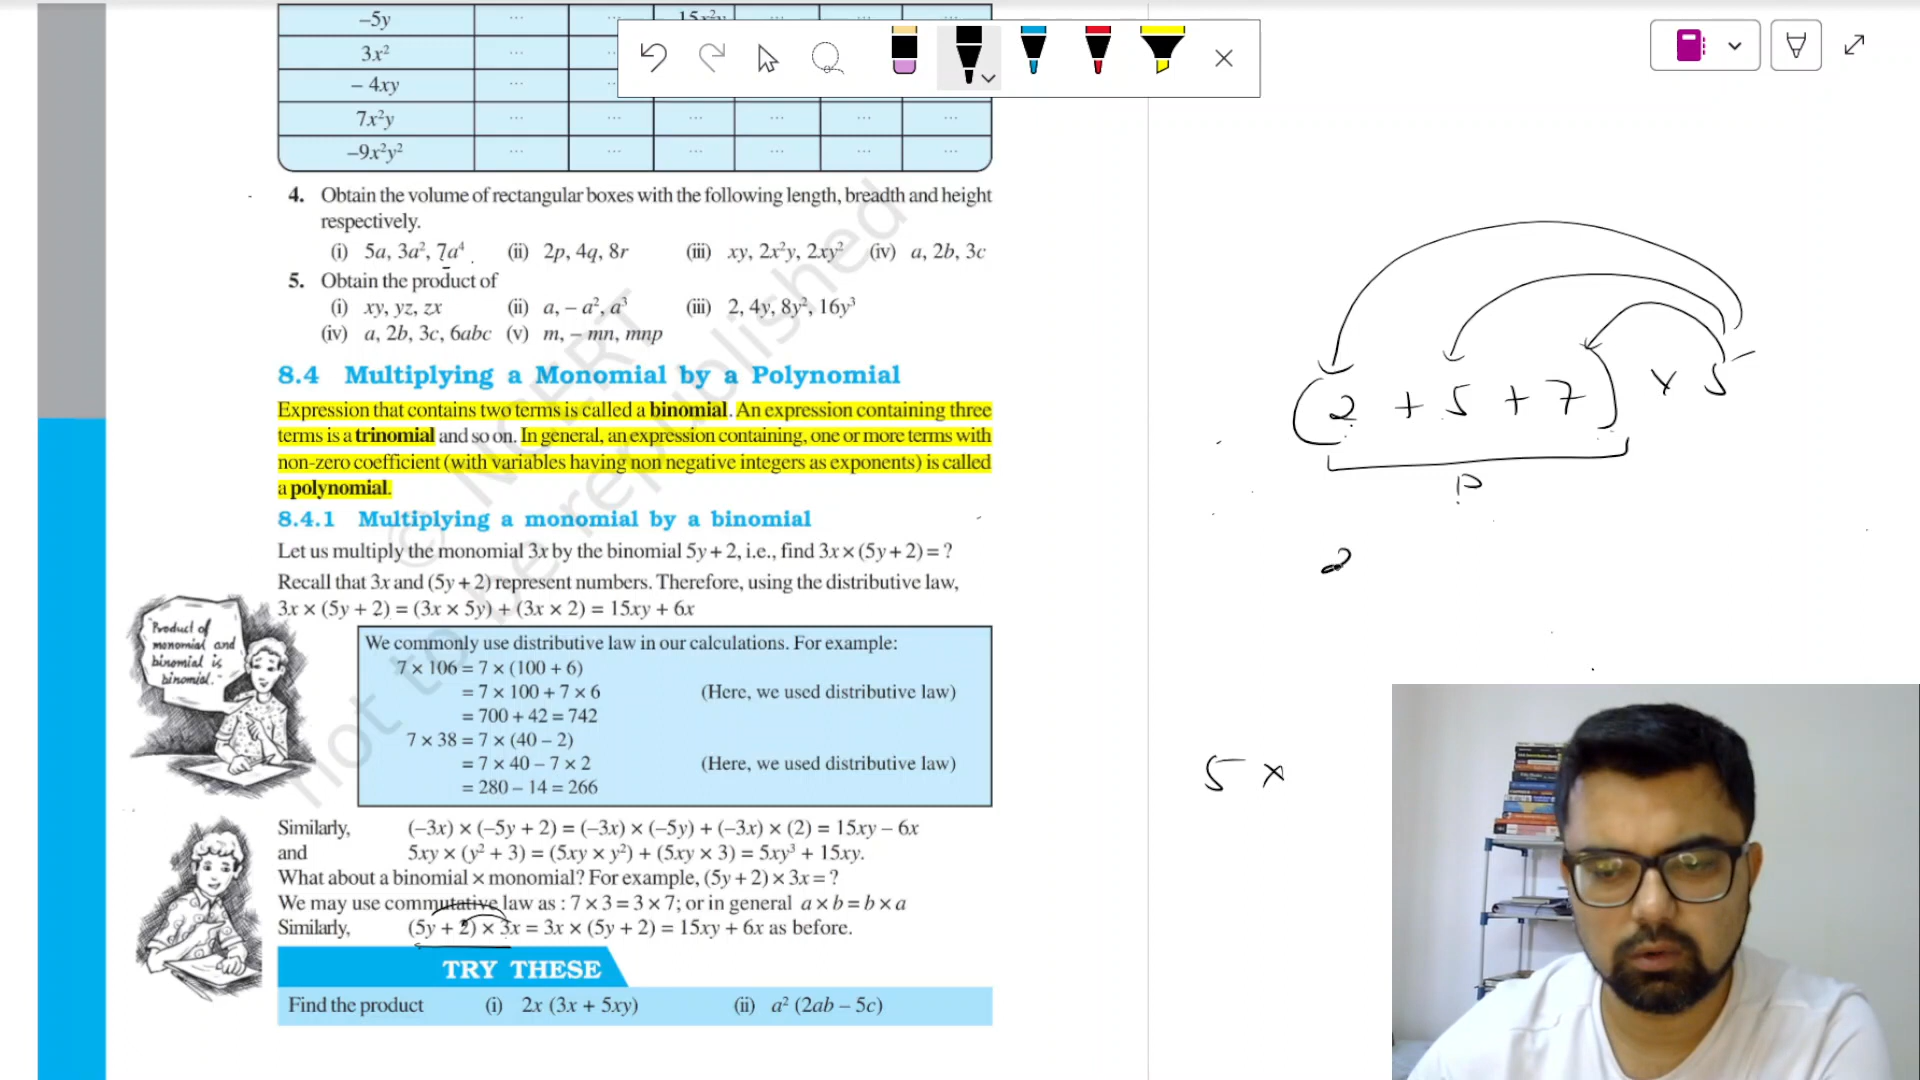 –5y ... ... 15x²y ... ... ...
3x² ... ...
– 4xy ... ...
7x²y ... ... ... ... ... ...
–9x²y² ... ... ... ... ... ...
4. Obtain the volume of rectangular boxes with the following length, breadth and height
respectively.
(i) 5a, 3a², 7a⁴ (ii) 2p, 4q, 8r (iii) xy, 2x²y, 2xy² (iv) a, 2b, 3c
5. Obtain the product of
(i) xy, yz, zx (ii) a, – a², a³ (iii) 2, 4y, 8y², 16y³
(iv) a, 2b, 3c, 6abc (v) m, – mn, mnp
8.4 Multiplying a Monomial by a Polynomial
Expression that contains two terms is called a binomial. An expression containing three
terms is a trinomial and so on. In general, an expression containing, one or more terms with
non-zero coefficient (with variables having non negative integers as exponents) is called
a polynomial.
8.4.1 Multiplying a monomial by a binomial
Let us multiply the monomial 3x by the binomial 5y + 2, i.e., find 3x × (5y + 2) = ?
Recall that 3x and (5y + 2) represent numbers. Therefore, using the distributive law,
3x × (5y + 2) = (3x × 5y) + (3x × 2) = 15xy + 6x
"Product of
monomial and
binomial is
binomial."
We commonly use distributive law in our calculations. For example:
7 × 106 = 7 × (100 + 6)
= 7 × 100 + 7 × 6 (Here, we used distributive law)
= 700 + 42 = 742
7 × 38 = 7 × (40 – 2)
= 7 × 40 – 7 × 2 (Here, we used distributive law)
= 280 – 14 = 266
Similarly, (–3x) × (–5y + 2) = (–3x) × (–5y) + (–3x) × (2) = 15xy – 6x
and 5xy × (y² + 3) = (5xy × y²) + (5xy × 3) = 5xy³ + 15xy.
What about a binomial × monomial? For example, (5y + 2) × 3x = ?
We may use commutative law as : 7 × 3 = 3 × 7; or in general a × b = b × a
Similarly, (5y + 2) × 3x = 3x × (5y + 2) = 15xy + 6x as before.
TRY THESE
Find the product (i) 2x (3x + 5xy) (ii) a² (2ab – 5c)
© NCERT
not to be republished
(2 + 5 + 7) × 5
P
2
5 ×